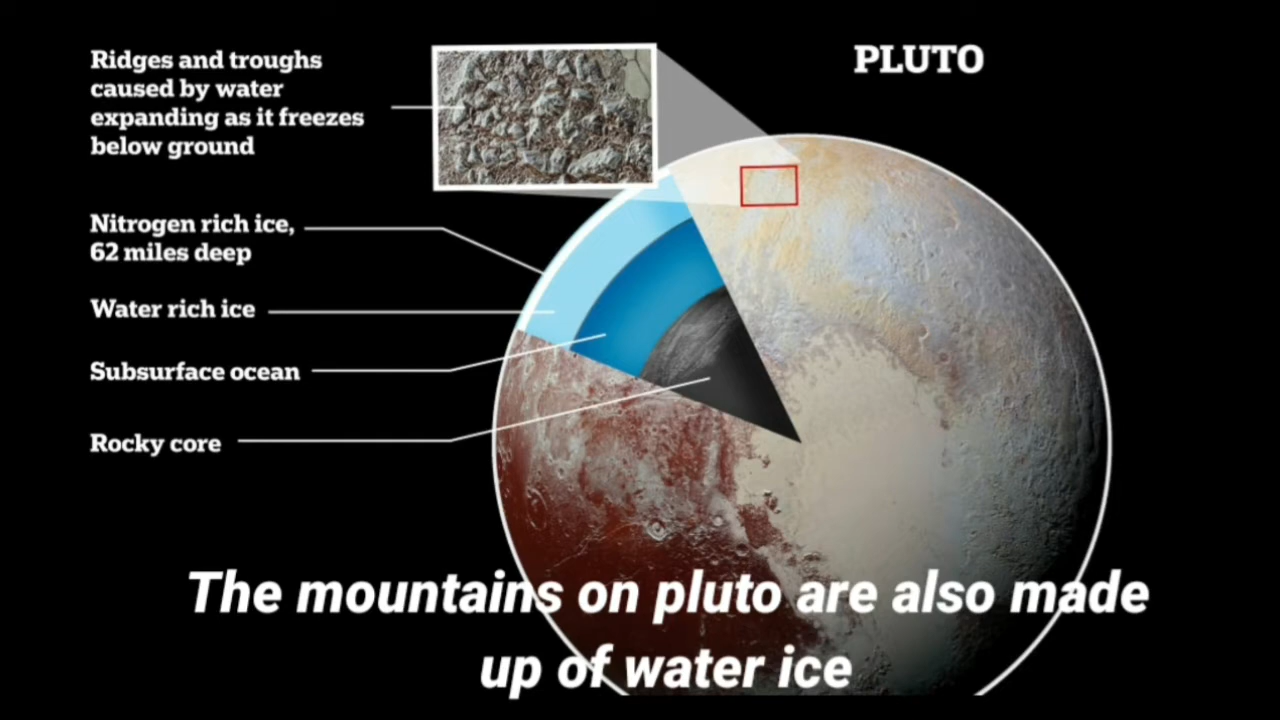 PLUTO
Ridges and troughs
caused by water
expanding as it freezes
below ground
Nitrogen rich ice,
62 miles deep
Water rich ice
Subsurface ocean
Rocky core
The mountains on pluto are also made
up of water ice